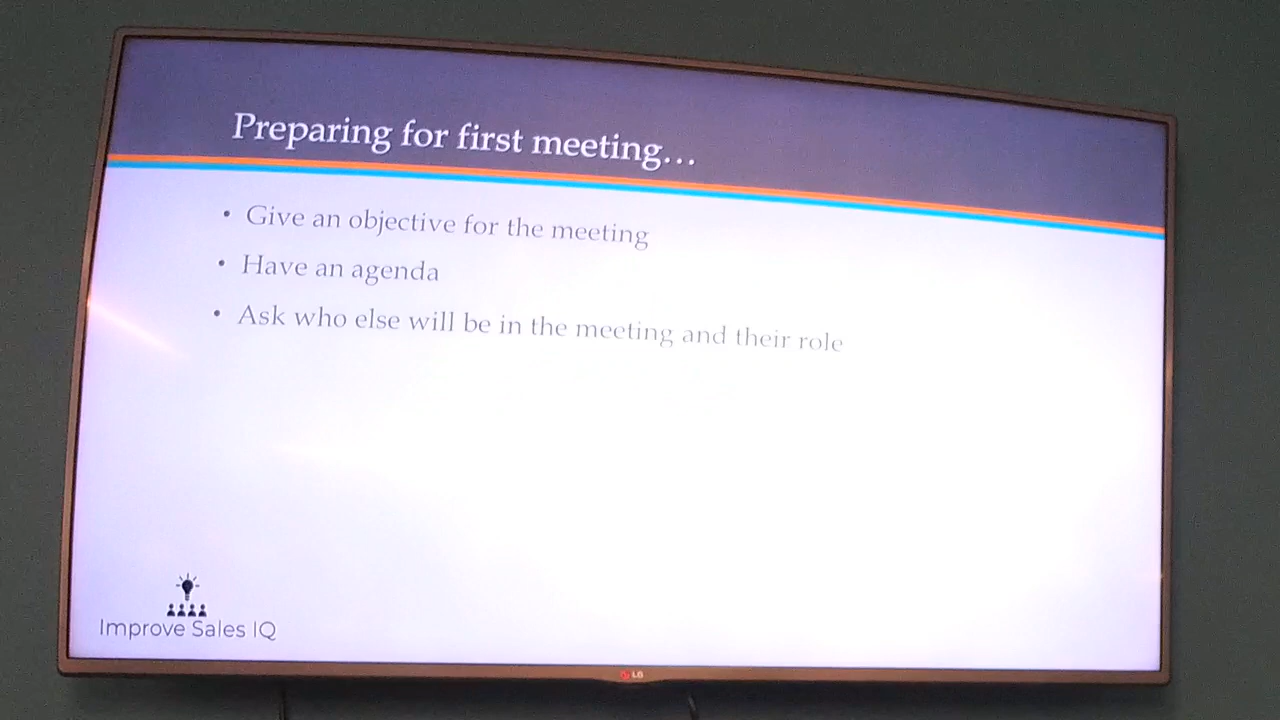 Preparing for first meeting...
• Give an objective for the meeting
• Have an agenda
• Ask who else will be in the meeting and their role
Improve Sales IQ
LG